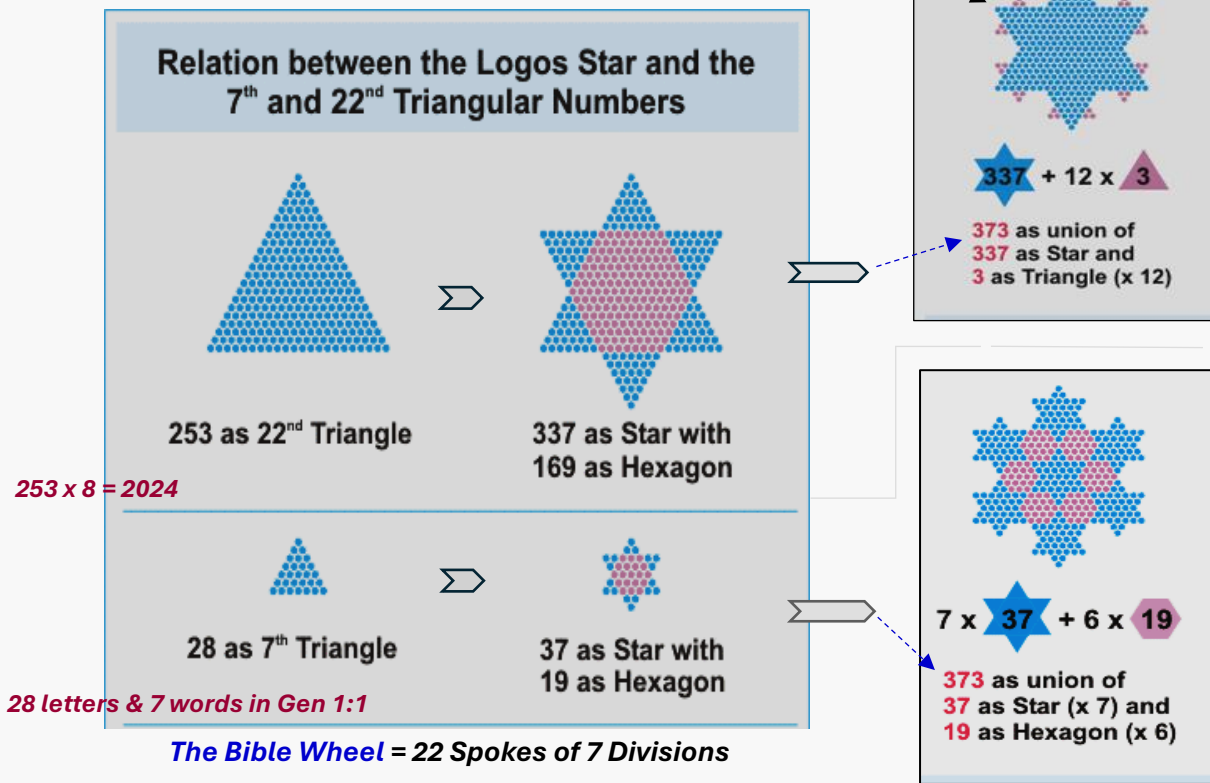 Relation between the Logos Star and the
7th and 22nd Triangular Numbers
253 as 22nd Triangle
337 as Star with
169 as Hexagon
253 x 8 = 2024
28 as 7th Triangle
37 as Star with
19 as Hexagon
28 letters & 7 words in Gen 1:1
The Bible Wheel = 22 Spokes of 7 Divisions
337 + 12 x 3
373 as union of
337 as Star and
3 as Triangle (x 12)
7 x 37 + 6 x 19
373 as union of
37 as Star (x 7) and
19 as Hexagon (x 6)